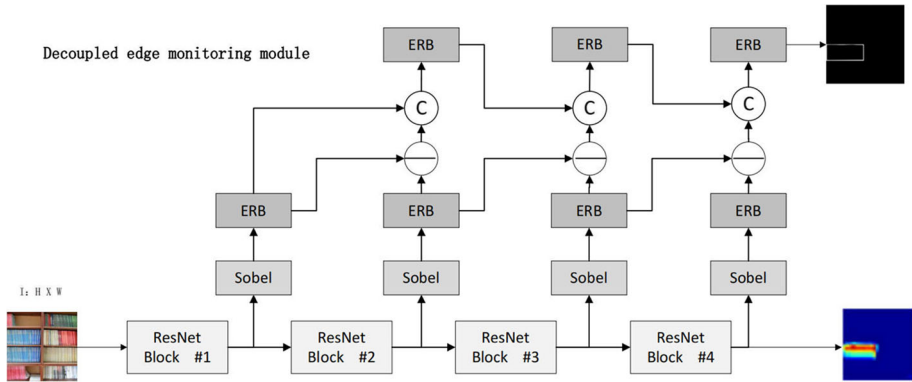 ERB
ERB
ERB
Decoupled edge monitoring module
C
C
C
ERB
ERB
ERB
ERB
Sobel
Sobel
Sobel
Sobel
I: H X W
ResNet
Block #1
ResNet
Block #2
ResNet
Block #3
ResNet
Block #4